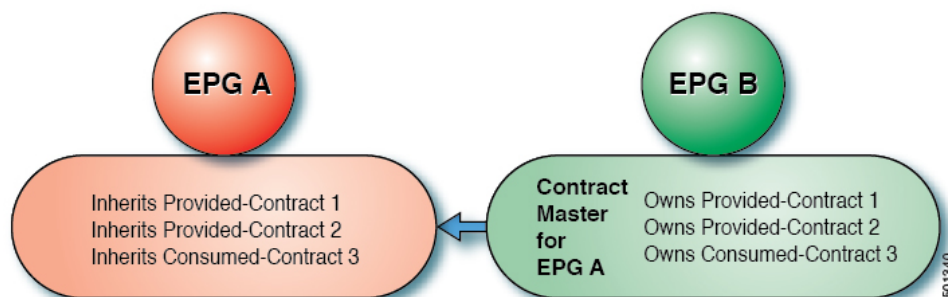 EPG A
EPG B
Inherits Provided-Contract 1
Inherits Provided-Contract 2
Inherits Consumed-Contract 3
Contract
Master
for
EPG A
Owns Provided-Contract 1
Owns Provided-Contract 2
Owns Consumed-Contract 3